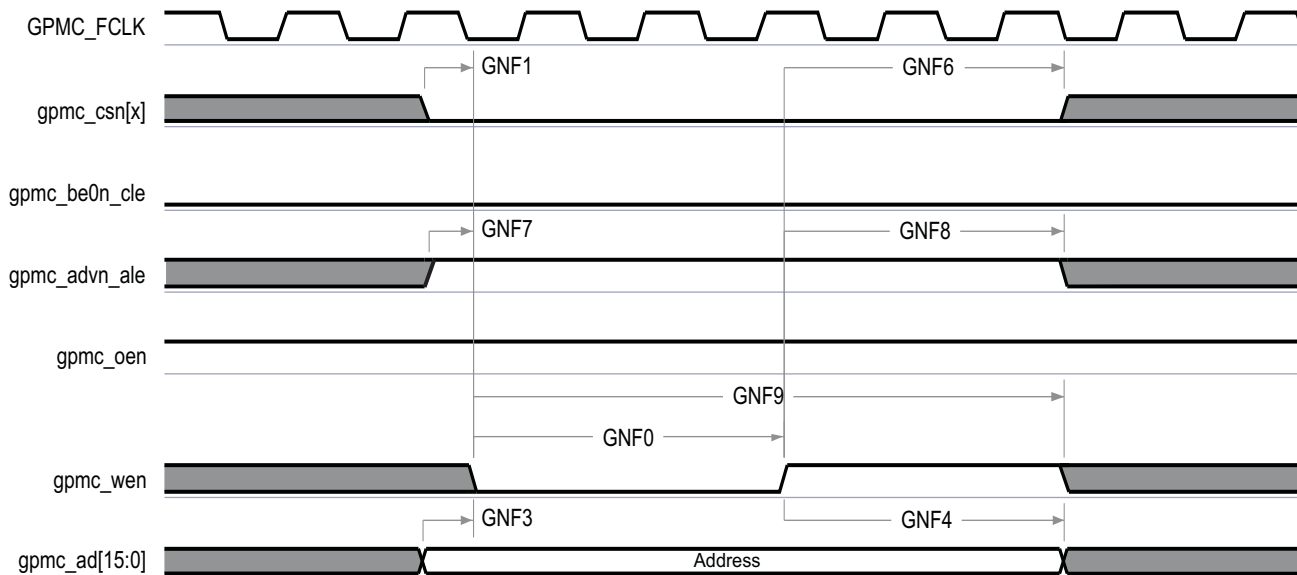 GPMC_FCLK
GNF1
GNF6
gpmc_csn[x]
gpmc_be0n_cle
GNF7
GNF8
gpmc_advn_ale
gpmc_oen
GNF9
GNF0
gpmc_wen
GNF3
GNF4
gpmc_ad[15:0]
Address